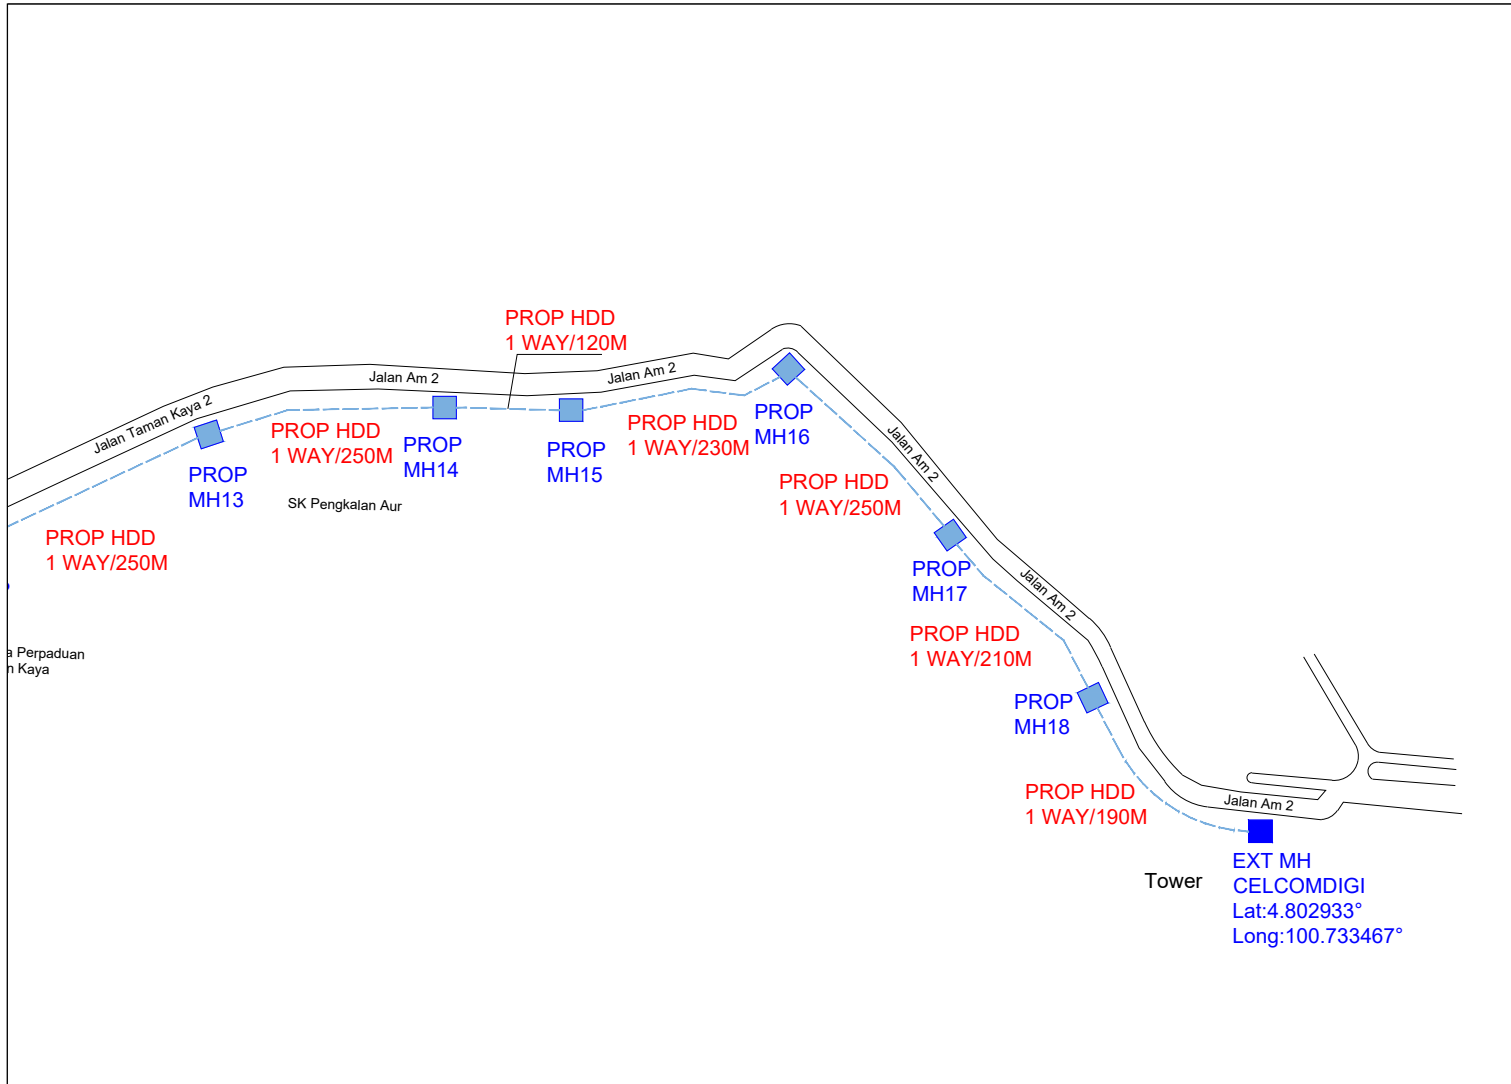 PROP HDD
1 WAY/120M
Jalan Am 2
Jalan Am 2
Jalan Taman Kaya 2
PROP HDD
1 WAY/250M
PROP
MH13
PROP
MH14
PROP
MH15
PROP HDD
1 WAY/230M
PROP
MH16
Jalan Am 2
SK Pengkalan Aur
PROP HDD
1 WAY/250M
PROP HDD
1 WAY/250M
PROP
MH17
Jalan Am 2
PROP HDD
1 WAY/210M
a Perpaduan
n Kaya
PROP
MH18
PROP HDD
1 WAY/190M
Jalan Am 2
Tower
EXT MH
CELCOMDIGI
Lat:4.802933°
Long:100.733467°